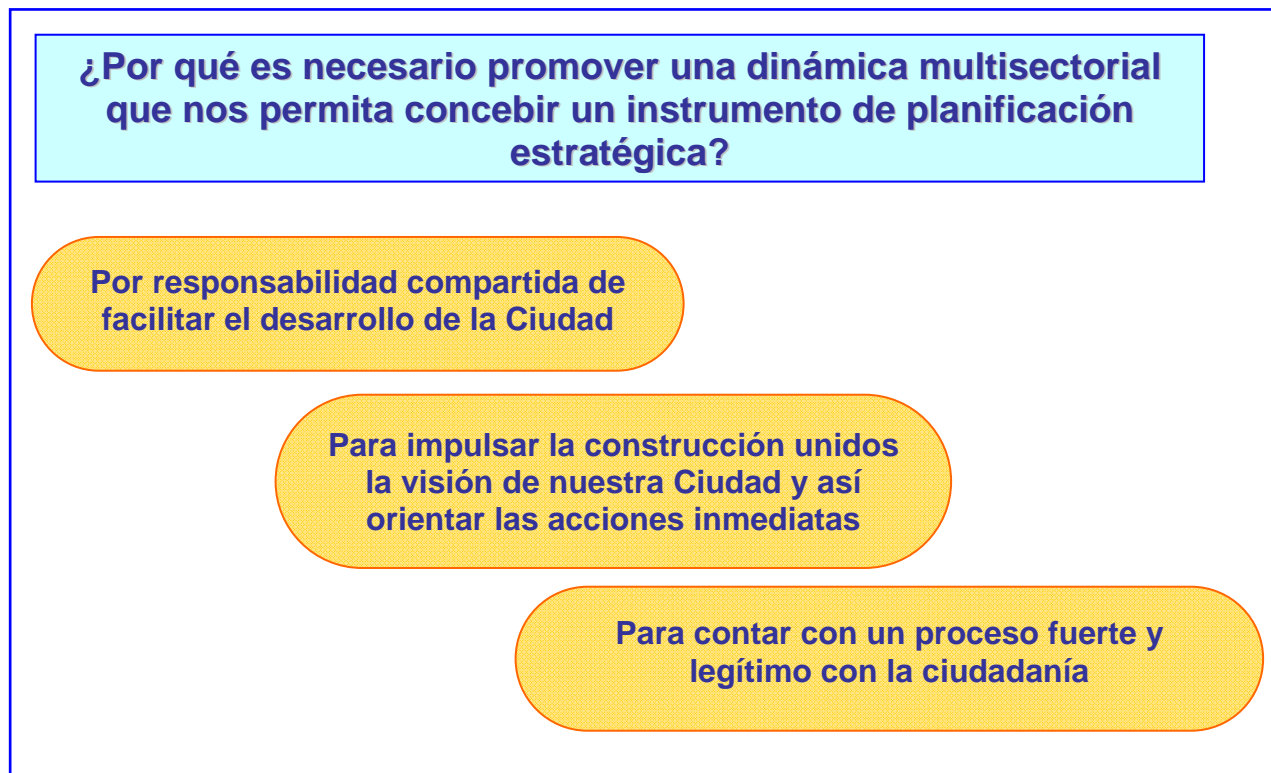 ¿Por qué es necesario promover una dinámica multisectorial
que nos permita concebir un instrumento de planificación
estratégica?
Por responsabilidad compartida de
facilitar el desarrollo de la Ciudad
Para impulsar la construcción unidos
la visión de nuestra Ciudad y así
orientar las acciones inmediatas
Para contar con un proceso fuerte y
legítimo con la ciudadanía